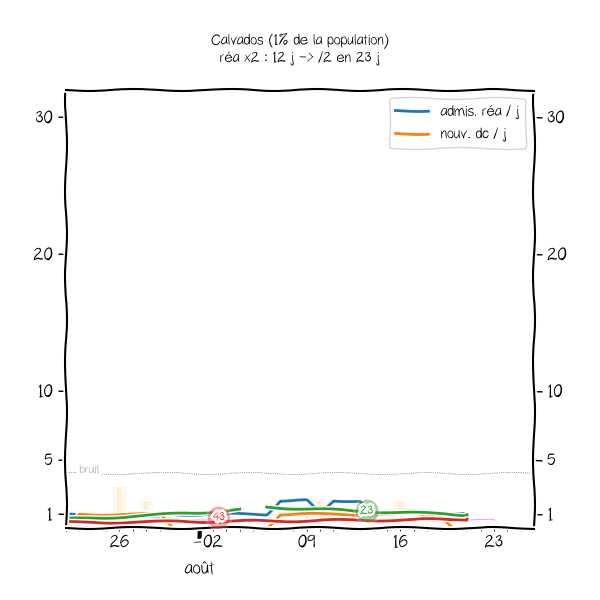 Calvados (1% de la population)
réa x2 : 12 j -> /2 en 23 j
admis. réa / j
nouv. dc / j
30
30
20
20
10
10
5
5
bruit
1
1
43
23
26
02
09
16
23
août